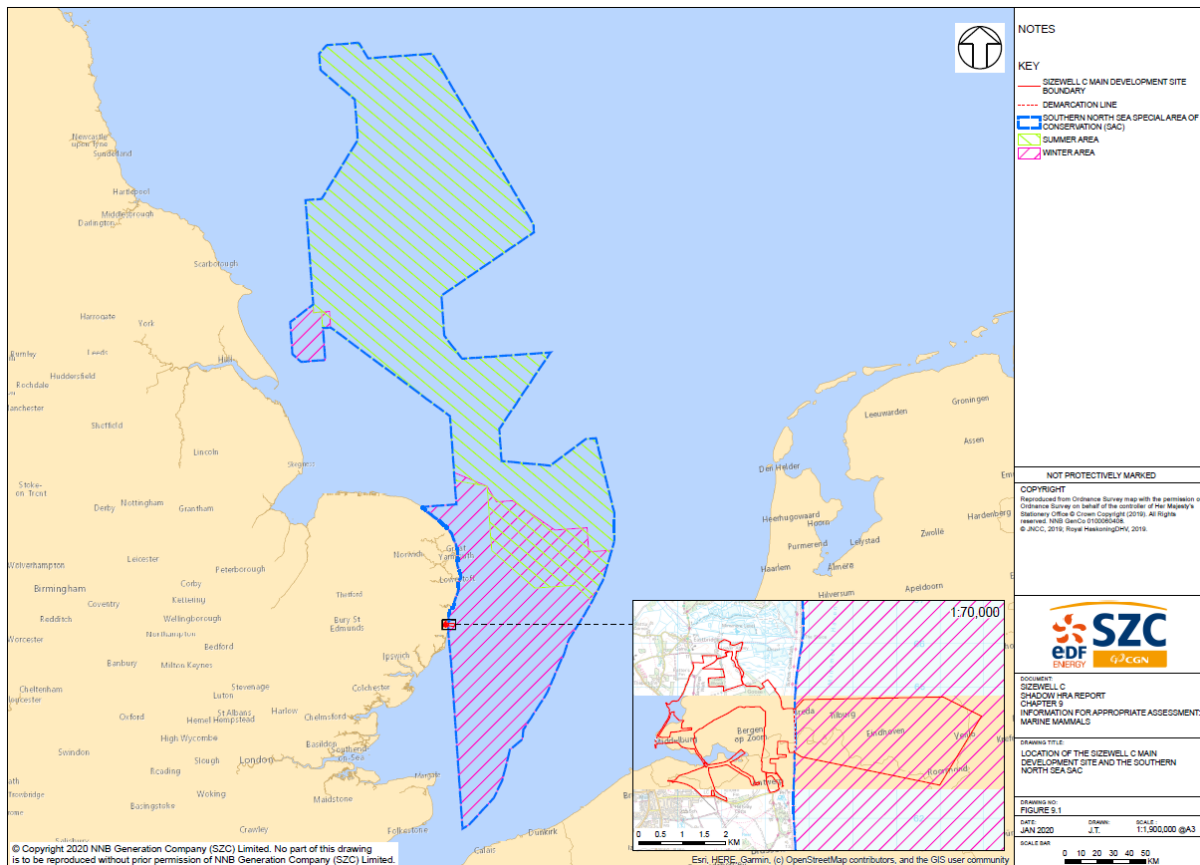 NOTES
KEY
SIZEWELL C MAIN DEVELOPMENT SITE
BOUNDARY
DEMARCATION LINE
SOUTHERN NORTH SEA SPECIAL AREA OF
CONSERVATION (SAC)
SUMMER AREA
WINTER AREA
Newcastle
upon Tyne
Sunderland
Hartlepool
Middlesbrough
Darlington
Scarborough
Harrogate
York
Burnley
Leeds
Hull
Huddersfield
Rochdale
Sheffield
Lincoln
Skegness
Stoke-
on Trent
Derby
Nottingham
Grantham
Norwich
Great
Yarmouth
Lowestoft
Leicester
Peterborough
Wolverhampton
Birmingham
Corby
Kettering
Thetford
Coventry
Redditch
Wellingborough
Bury St
Edmunds
Worcester
Northampton
Bedford
Ipswich
Banbury
Milton Keynes
Cheltenham
Stevenage
Colchester
Luton
St Albans
Harlow
Chelmsford
Oxford
Hemel Hempstead
High Wycombe
Basildon
Southend
-on-Sea
Swindon
Slough
London
Reading
Margate
Woking
Maidstone
Basingstoke
Crawley
Folkestone
Calais
Dunkirk
Groningen
Leeuwarden
Assen
Den Helder
Heerhugowaard
Hoorn
Hardenberg
Zwolle
Purmerend
Lelystad
Haarlem
Almere
Apeldoorn
Hilversum
1:70,000
Breda
Tilburg
Middelburg
Bergen
op Zoom
Eindhoven
Venlo
Roermond
0 0.5 1 1.5 2
KM
© Copyright 2020 NNB Generation Company (SZC) Limited. No part of this drawing
is to be reproduced without prior permission of NNB Generation Company (SZC) Limited.
Esri, HERE, Garmin, (c) OpenStreetMap contributors, and the GIS user community
NOT PROTECTIVELY MARKED
COPYRIGHT
Reproduced from Ordnance Survey map with the permission of
Ordnance Survey on behalf of the controller of Her Majesty's
Stationery Office © Crown Copyright (2019). All Rights
reserved. NNB GenCo 0100060408.
© JNCC, 2019; Royal HaskoningDHV, 2019.
eDF
ENERGY
SZC
CGN
DOCUMENT:
SIZEWELL C
SHADOW HRA REPORT
CHAPTER 9
INFORMATION FOR APPROPRIATE ASSESSMENT:
MARINE MAMMALS
DRAWING TITLE:
LOCATION OF THE SIZEWELL C MAIN
DEVELOPMENT SITE AND THE SOUTHERN
NORTH SEA SAC
DRAWING NO:
FIGURE 9.1
DATE: DRAWN: SCALE :
JAN 2020 J.T. 1:1,900,000 @A3
SCALE BAR
0 10 20 30 40 50
KM